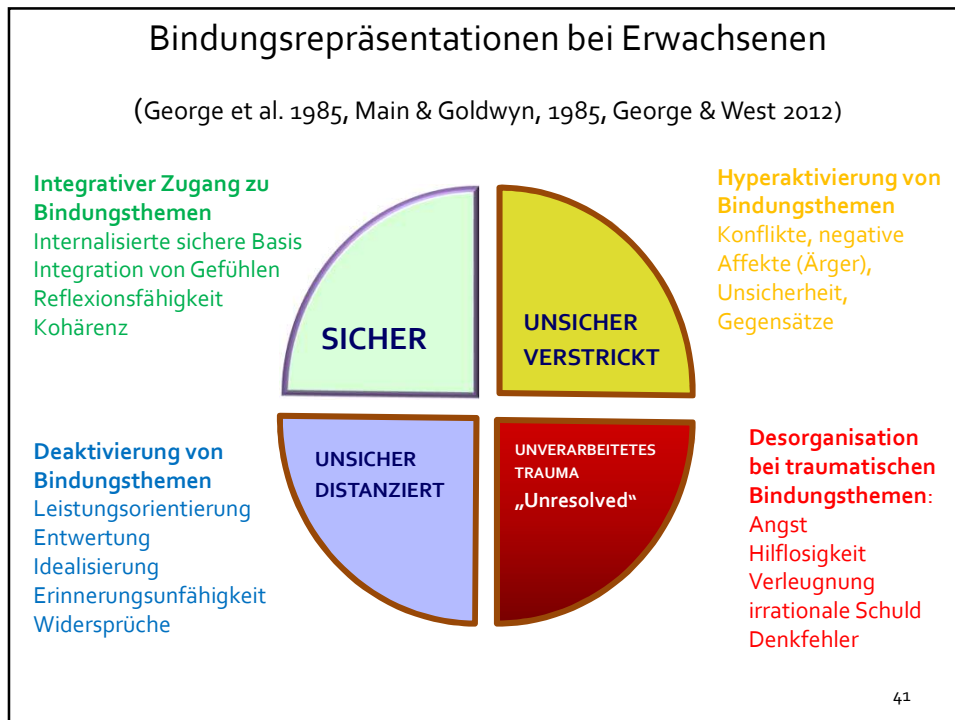 Bindungsrepräsentationen bei Erwachsenen
(George et al. 1985, Main & Goldwyn, 1985, George & West 2012)
Integrativer Zugang zu
Bindungsthemen
Internalisierte sichere Basis
Integration von Gefühlen
Reflexionsfähigkeit
Kohärenz
SICHER
UNSICHER
VERSTRICKT
Hyperaktivierung von
Bindungsthemen
Konflikte, negative
Affekte (Ärger),
Unsicherheit,
Gegensätze
Deaktivierung von
Bindungsthemen
Leistungsorientierung
Entwertung
Idealisierung
Erinnerungsunfähigkeit
Widersprüche
UNSICHER
DISTANZIERT
UNVERARBEITETES
TRAUMA
„Unresolved“
Desorganisation
bei traumatischen
Bindungsthemen:
Angst
Hilflosigkeit
Verleugnung
irrationale Schuld
Denkfehler
41